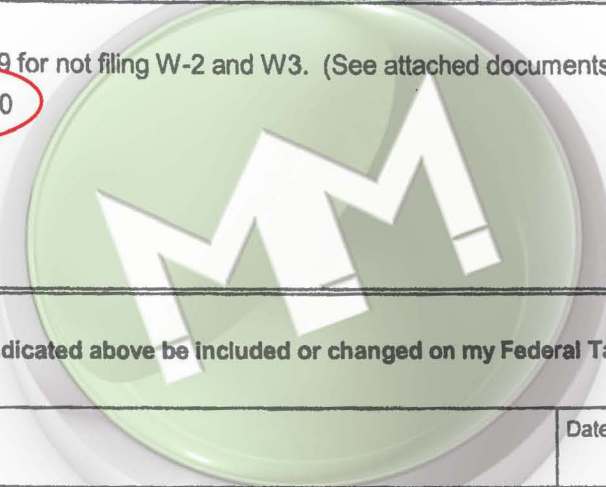 9 for not filing W-2 and W3. (See attached documents
0
MM
dicated above be included or changed on my Federal Ta
Date